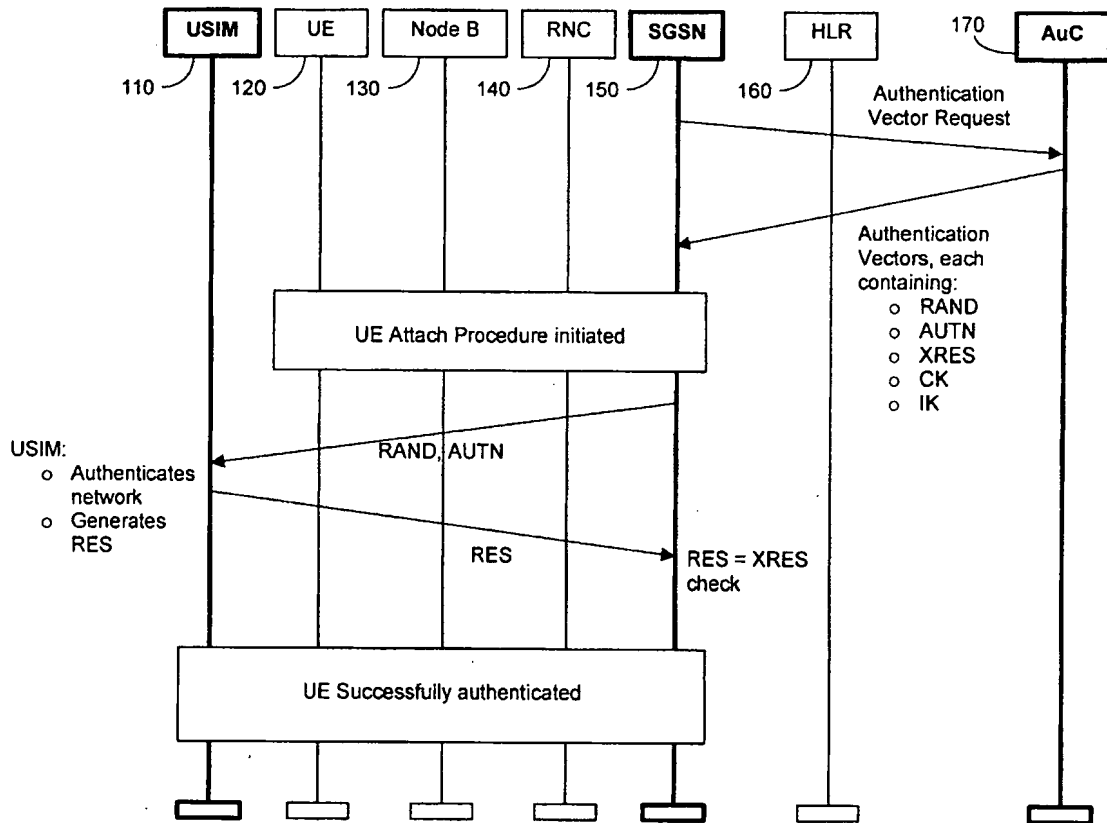 USIM
UE
Node B
RNC
SGSN
HLR
170
AuC
110
120
130
140
150
160
Authentication
Vector Request
Authentication
Vectors, each
containing:
o RAND
o AUTN
o XRES
o CK
o IK
UE Attach Procedure initiated
RAND, AUTN
USIM:
o Authenticates
network
o Generates
RES
RES
RES = XRES
check
UE Successfully authenticated